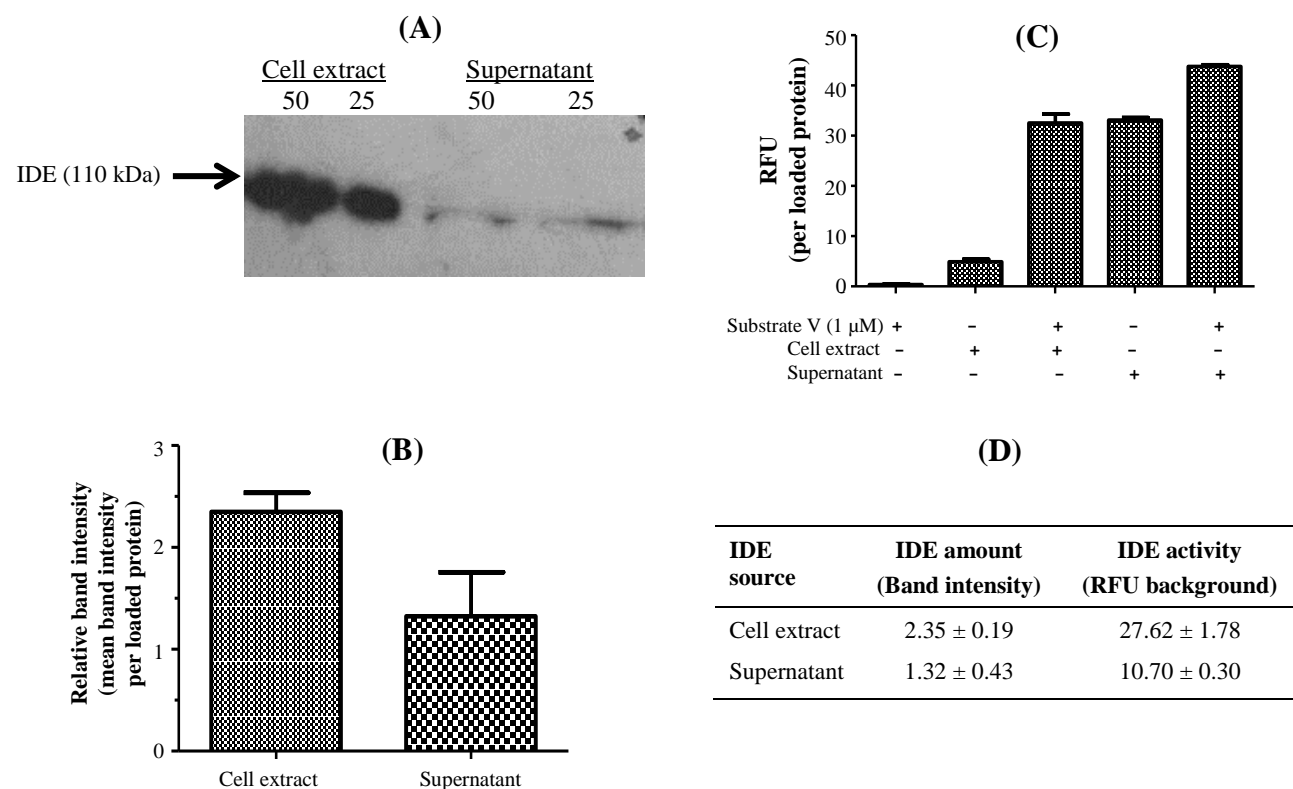 (A)
Cell extract Supernatant
50 25 50 25
IDE (110 kDa)
(C)
RFU
(per loaded protein)
50
40
30
20
10
0
Substrate V (1 μM) + – + – +
Cell extract – + + – –
Supernatant – – – + +
(B)
Relative band intensity
(mean band intensity
per loaded protein)
3
2
1
0
Cell extract Supernatant
(D)
IDE source
IDE amount
(Band intensity)
IDE activity
(RFU background)
Cell extract 2.35 ± 0.19 27.62 ± 1.78
Supernatant 1.32 ± 0.43 10.70 ± 0.30